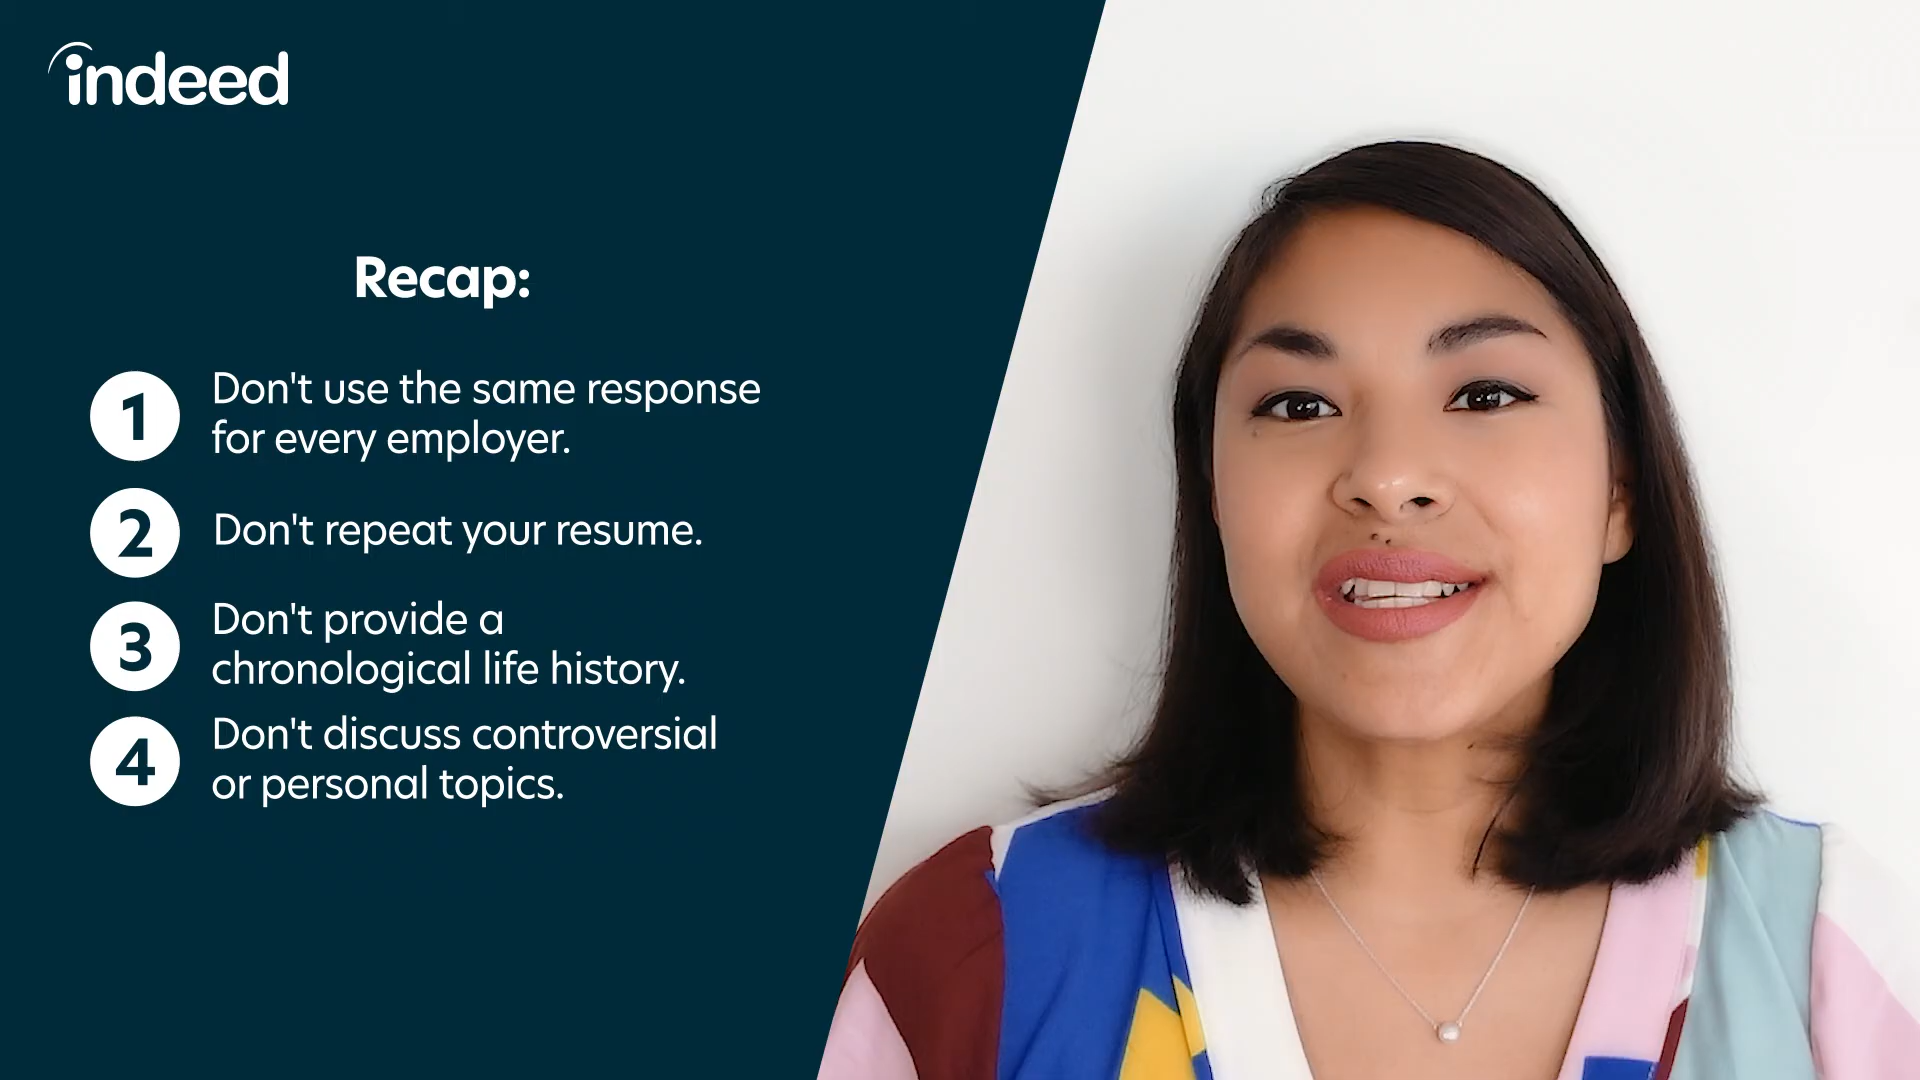 indeed
Recap:
1
Don't use the same response
for every employer.
2
Don't repeat your resume.
3
Don't provide a
chronological life history.
4
Don't discuss controversial
or personal topics.